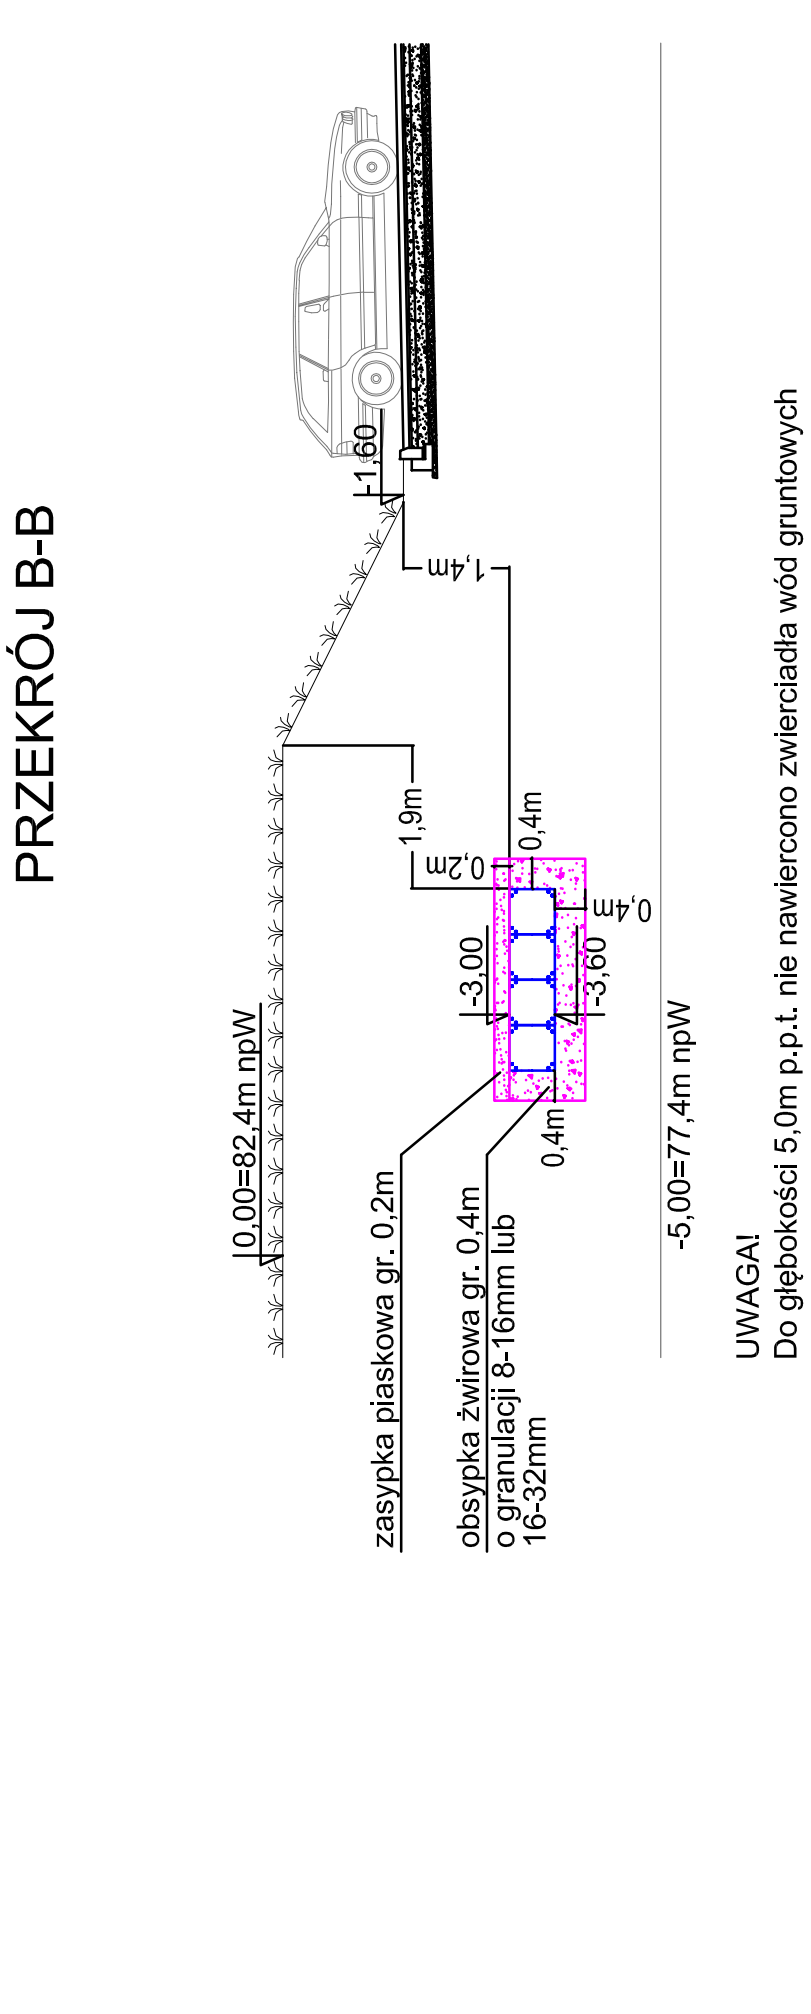 PRZEKRÓJ B-B
0,00=82,4m npW
-1,60
1,4m
1,9m
0,2m
0,4m
0,4m
-3,00
-3,60
0,4m
zasypka piaskowa gr. 0,2m
obsypka żwirowa gr. 0,4m
o granulacji 8-16mm lub
16-32mm
-5,00=77,4m npW
UWAGA!
Do głębokości 5,0m p.p.t. nie nawiercono zwierciadła wód gruntowych